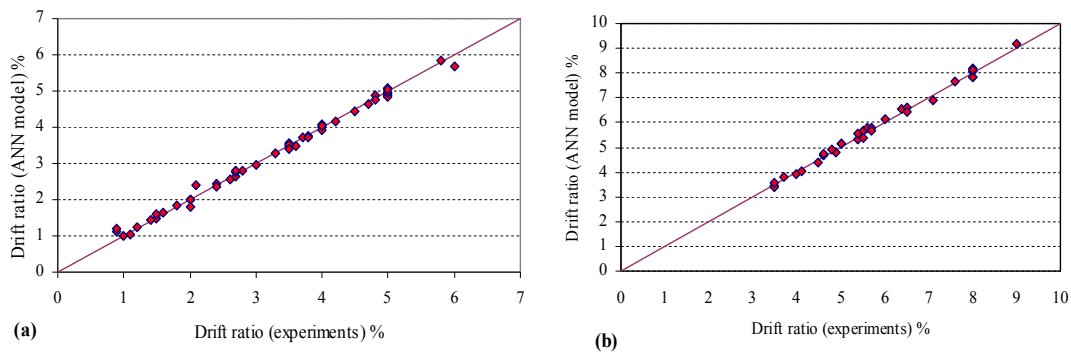 7
6
5
4
3
2
1
0
Drift ratio (ANN model) %
0 1 2 3 4 5 6 7
(a)
Drift ratio (experiments) %
10
9
8
7
6
5
4
3
2
1
0
Drift ratio (ANN model) %
0 1 2 3 4 5 6 7 8 9 10
Drift ratio (experiments) %
(b)